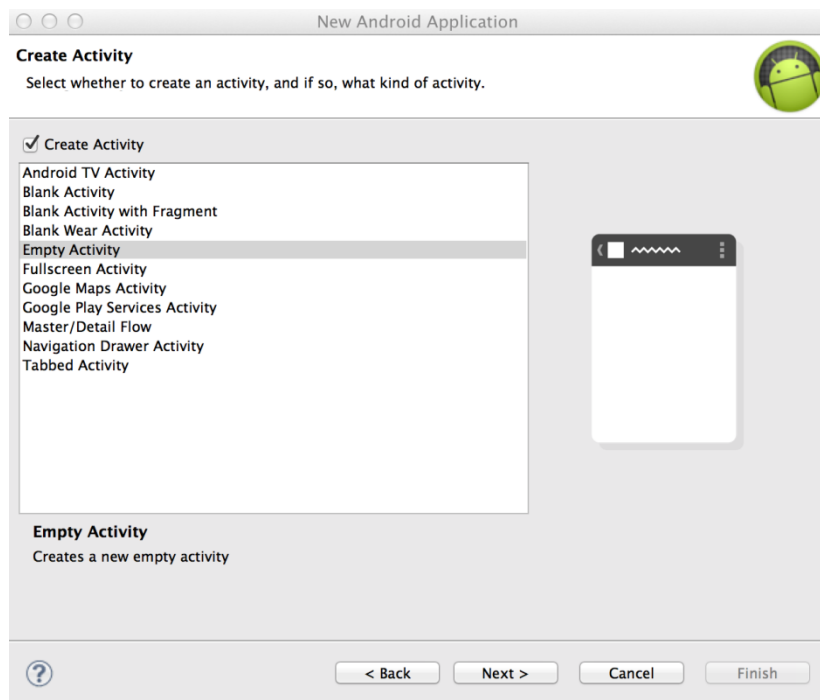 New Android Application
Create Activity
Select whether to create an activity, and if so, what kind of activity.
Create Activity
Android TV Activity
Blank Activity
Blank Activity with Fragment
Blank Wear Activity
Empty Activity
Fullscreen Activity
Google Maps Activity
Google Play Services Activity
Master/Detail Flow
Navigation Drawer Activity
Tabbed Activity
Empty Activity
Creates a new empty activity
? < Back Next > Cancel Finish